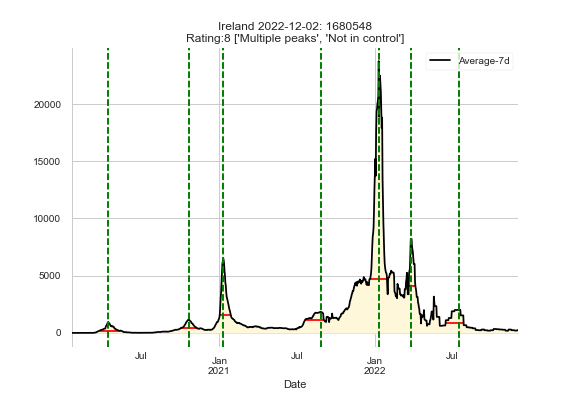 Ireland 2022-12-02: 1680548
Rating:8 ['Multiple peaks', 'Not in control']
Average-7d
20000
15000
10000
5000
0
Jul
Jan
2021
Jul
Jan
2022
Jul
Date